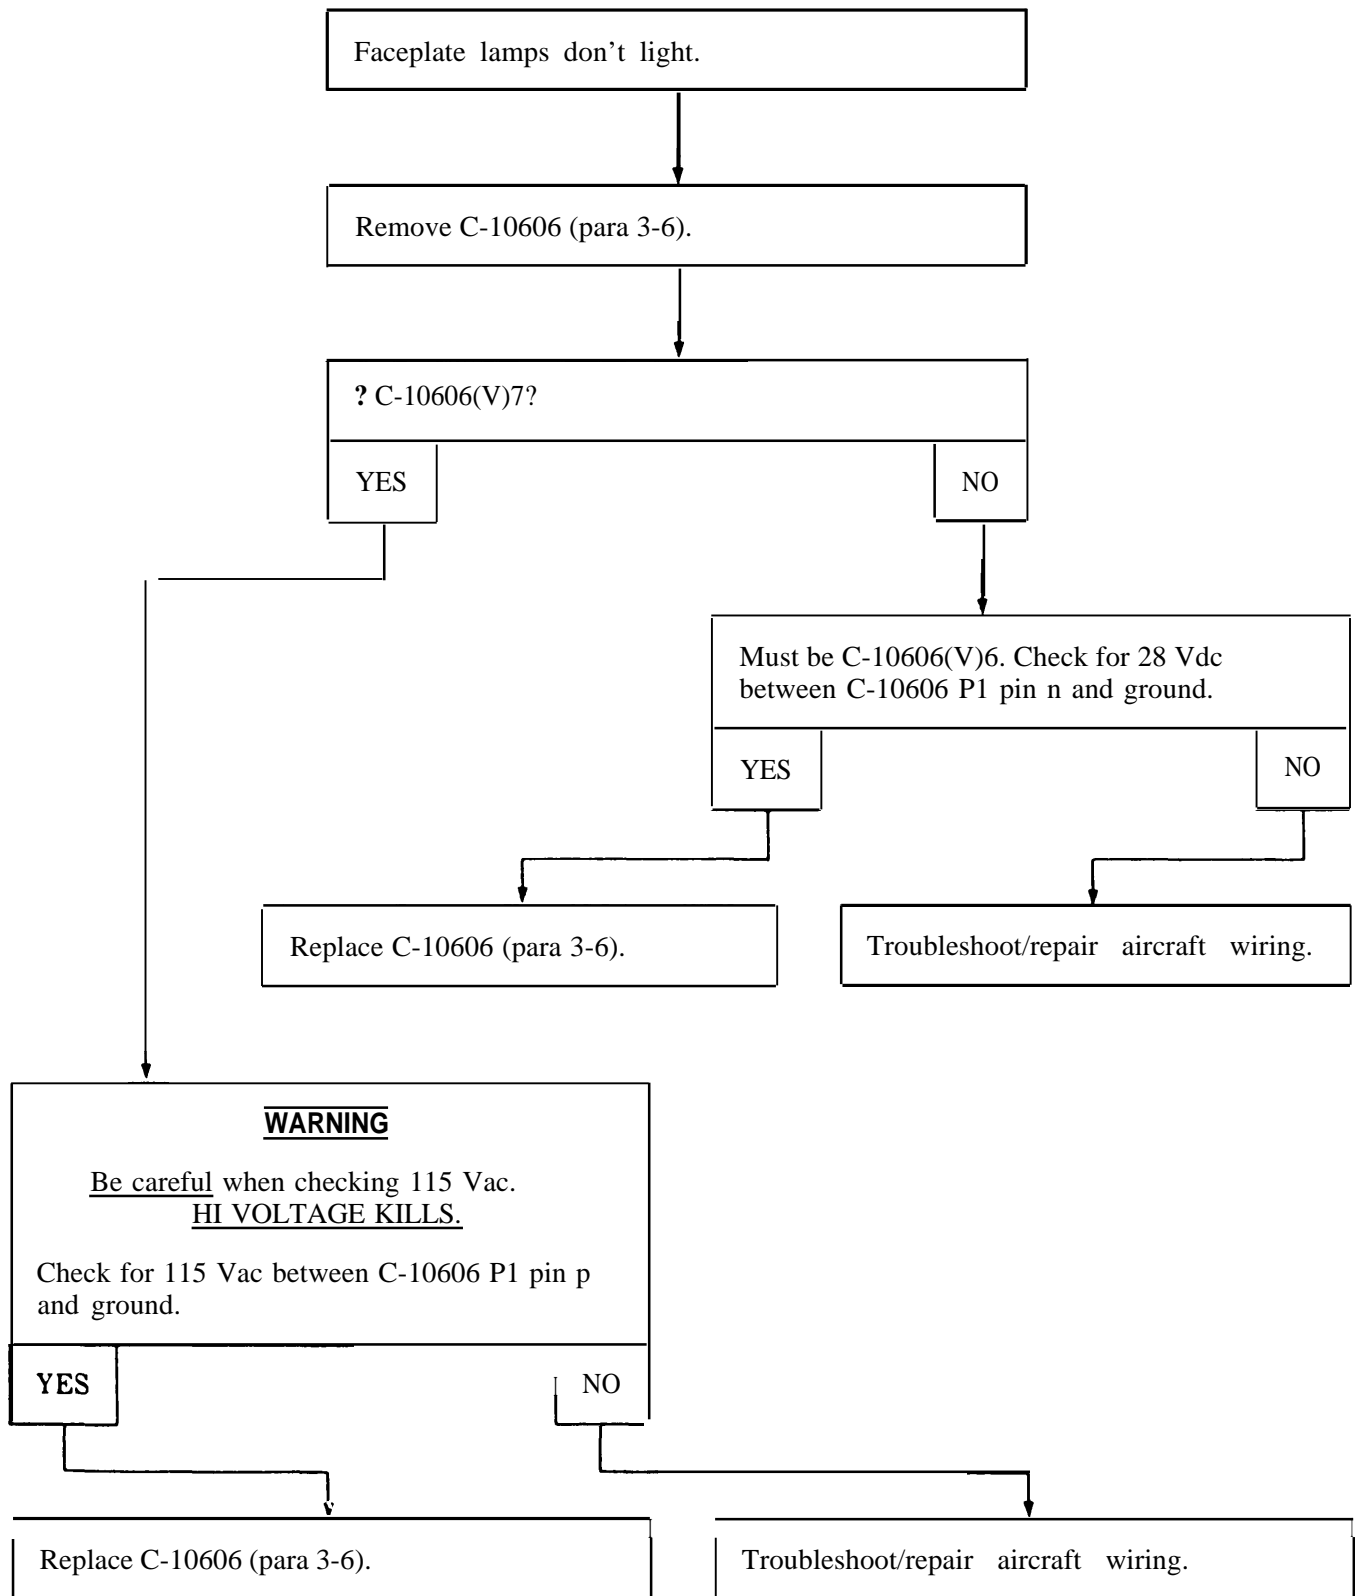 Faceplate lamps don't light.
Remove C-10606 (para 3-6).
? C-10606(V)7?
YES
NO
Must be C-10606(V)6. Check for 28 Vdc
between C-10606 P1 pin n and ground.
YES
NO
Replace C-10606 (para 3-6).
Troubleshoot/repair aircraft wiring.
WARNING
Be careful when checking 115 Vac.
HI VOLTAGE KILLS.
Check for 115 Vac between C-10606 P1 pin p
and ground.
YES
NO
Replace C-10606 (para 3-6).
Troubleshoot/repair aircraft wiring.